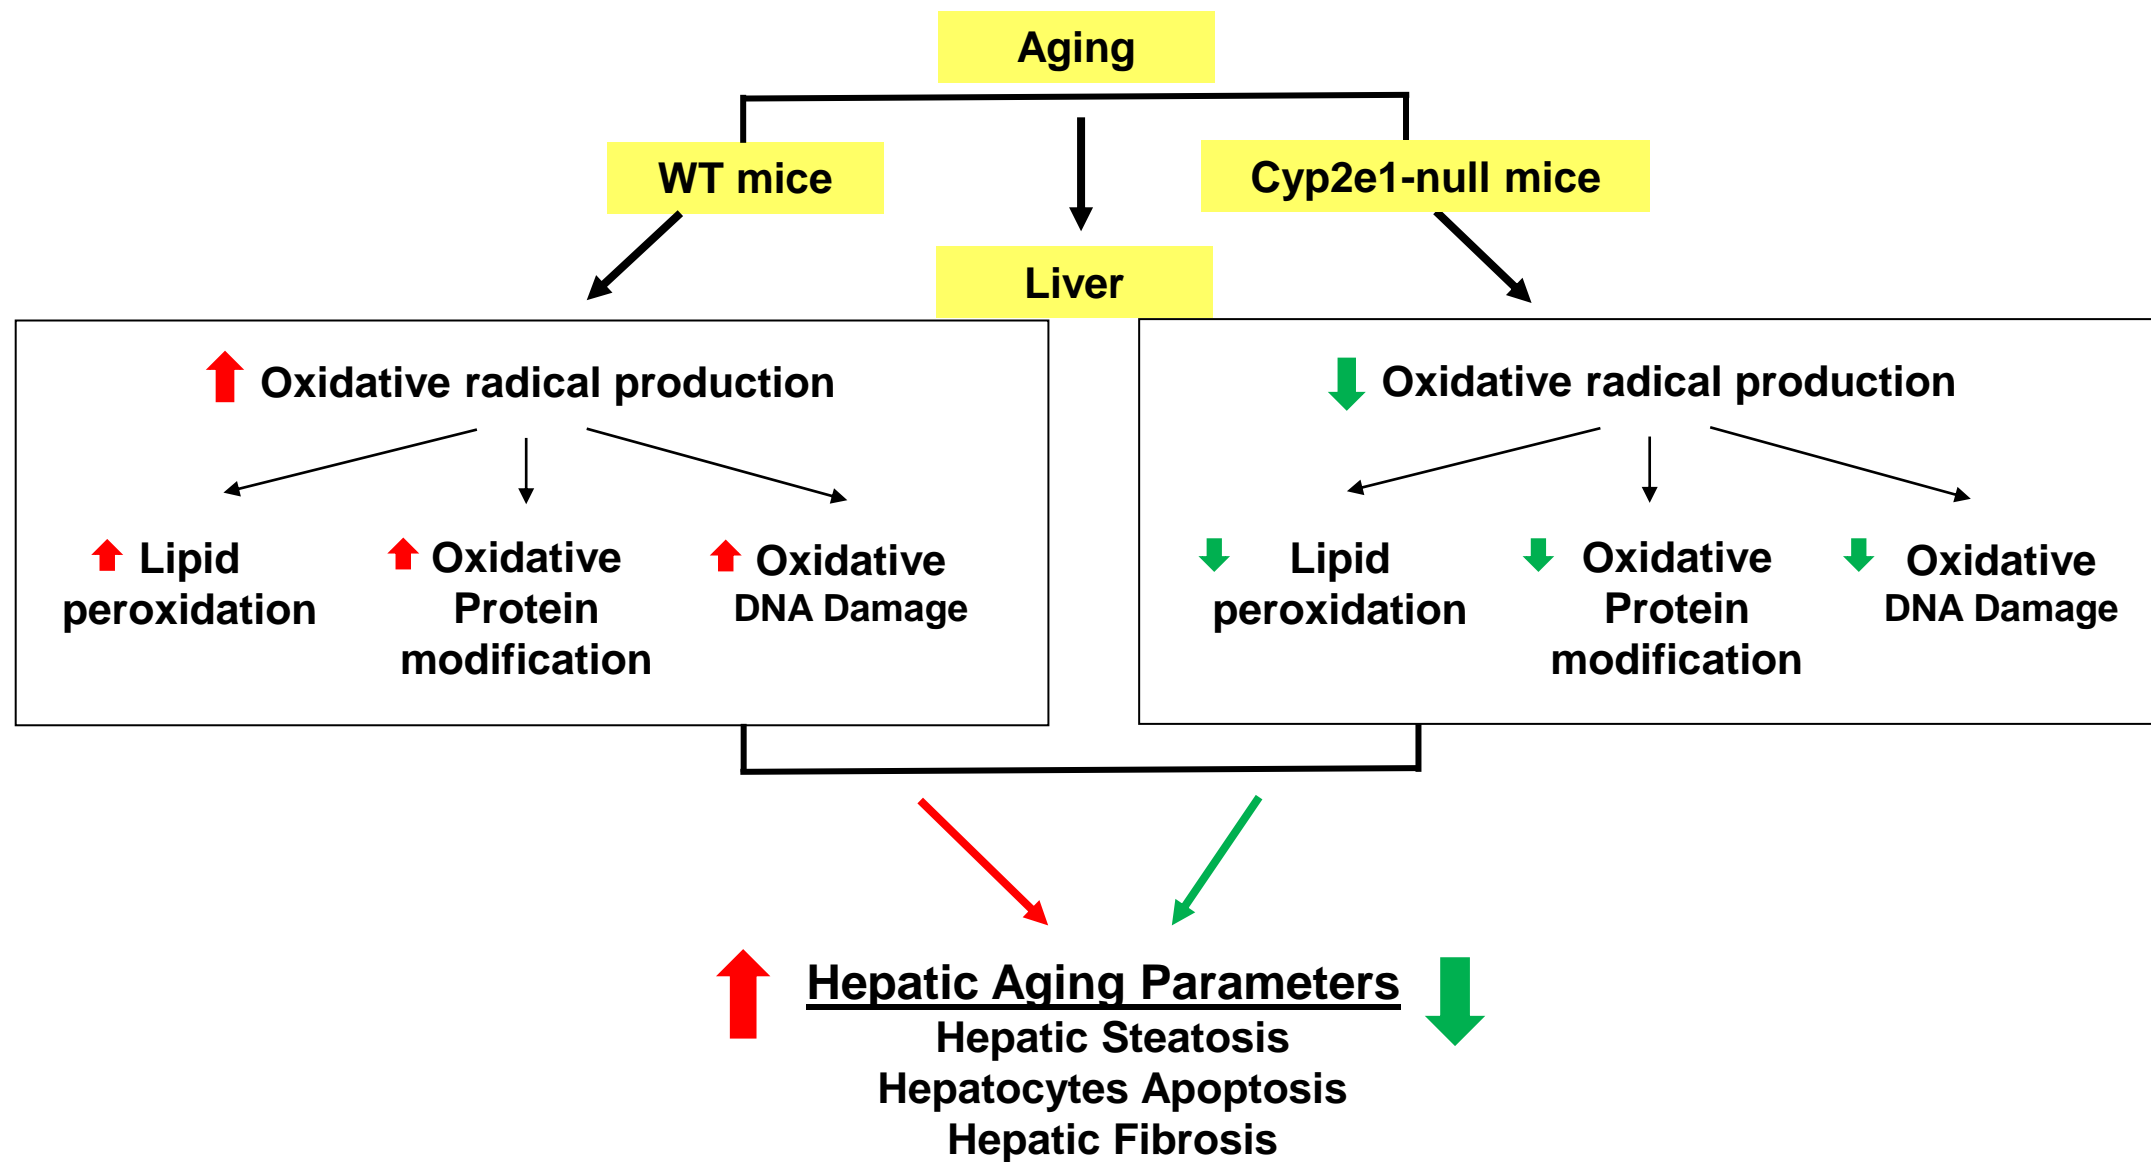 Aging
WT mice
Cyp2e1-null mice
Liver
Oxidative radical production
Lipid
peroxidation
Oxidative
Protein
modification
Oxidative
DNA Damage
Oxidative radical production
Lipid
peroxidation
Oxidative
Protein
modification
Oxidative
DNA Damage
Hepatic Aging Parameters
Hepatic Steatosis
Hepatocytes Apoptosis
Hepatic Fibrosis